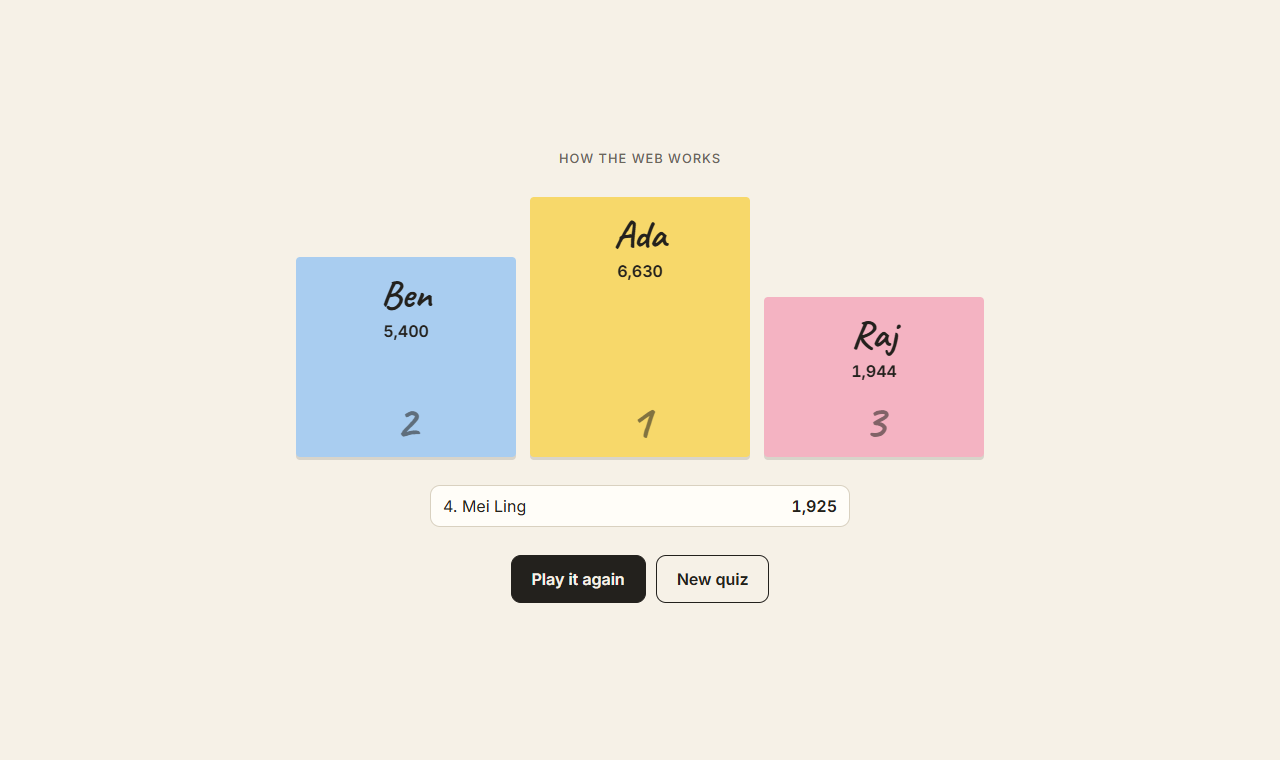 HOW THE WEB WORKS
Ben
5,400
2
Ada
6,630
1
Raj
1,944
3
4. Mei Ling 1,925
Play it again
New quiz